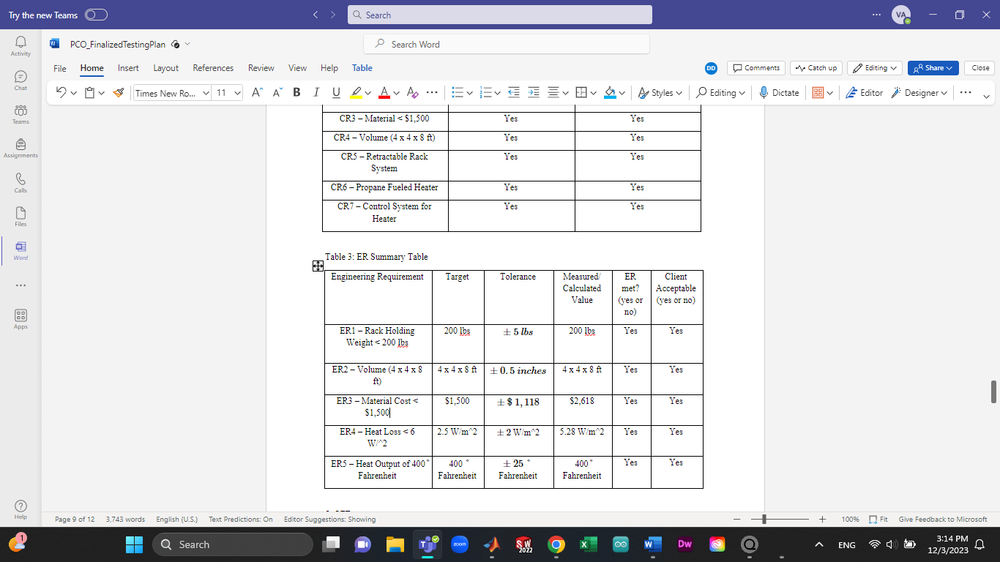 Try the new Teams
Search
VA
Activity
Chat
Teams
Assignments
Calls
Files
Word
Apps
Help
PCO_FinalizedTestingPlan
Search Word
File Home Insert Layout References Review View Help Table
DD Comments Catch up Editing Share Close
Times New Ro... 11 A A B I U A A Styles Editing Dictate Editor Designer
CR3 – Material < $1,500 Yes Yes
CR4 – Volume (4 x 4 x 8 ft) Yes Yes
CR5 – Retractable Rack Yes Yes
System
CR6 – Propane Fueled Heater Yes Yes
CR7 – Control System for Yes Yes
Heater
Table 3: ER Summary Table
Engineering Requirement Target Tolerance Measured/ ER Client
Calculated met? Acceptable
Value (yes or (yes or no)
no)
ER1 – Rack Holding 200 lbs ± 5 lbs 200 lbs Yes Yes
Weight < 200 lbs
ER2 – Volume (4 x 4 x 8 4 x 4 x 8 ft ± 0.5 inches 4 x 4 x 8 ft Yes Yes
ft)
ER3 – Material Cost < $1,500 ± $ 1,118 $2,618 Yes Yes
$1,500
ER4 – Heat Loss < 6 2.5 W/m^2 ± 2 W/m^2 5.28 W/m^2 Yes Yes
W/^2
ER5 – Heat Output of 400° 400 ° ± 25 ° 400° Yes Yes
Fahrenheit Fahrenheit Fahrenheit Fahrenheit
Page 9 of 12 3,743 words English (U.S.) Text Predictions: On Editor Suggestions: Showing 100% Fit Give Feedback to Microsoft
1 Search zoom SW 2022 Dw ENG 3:14 PM
12/3/2023